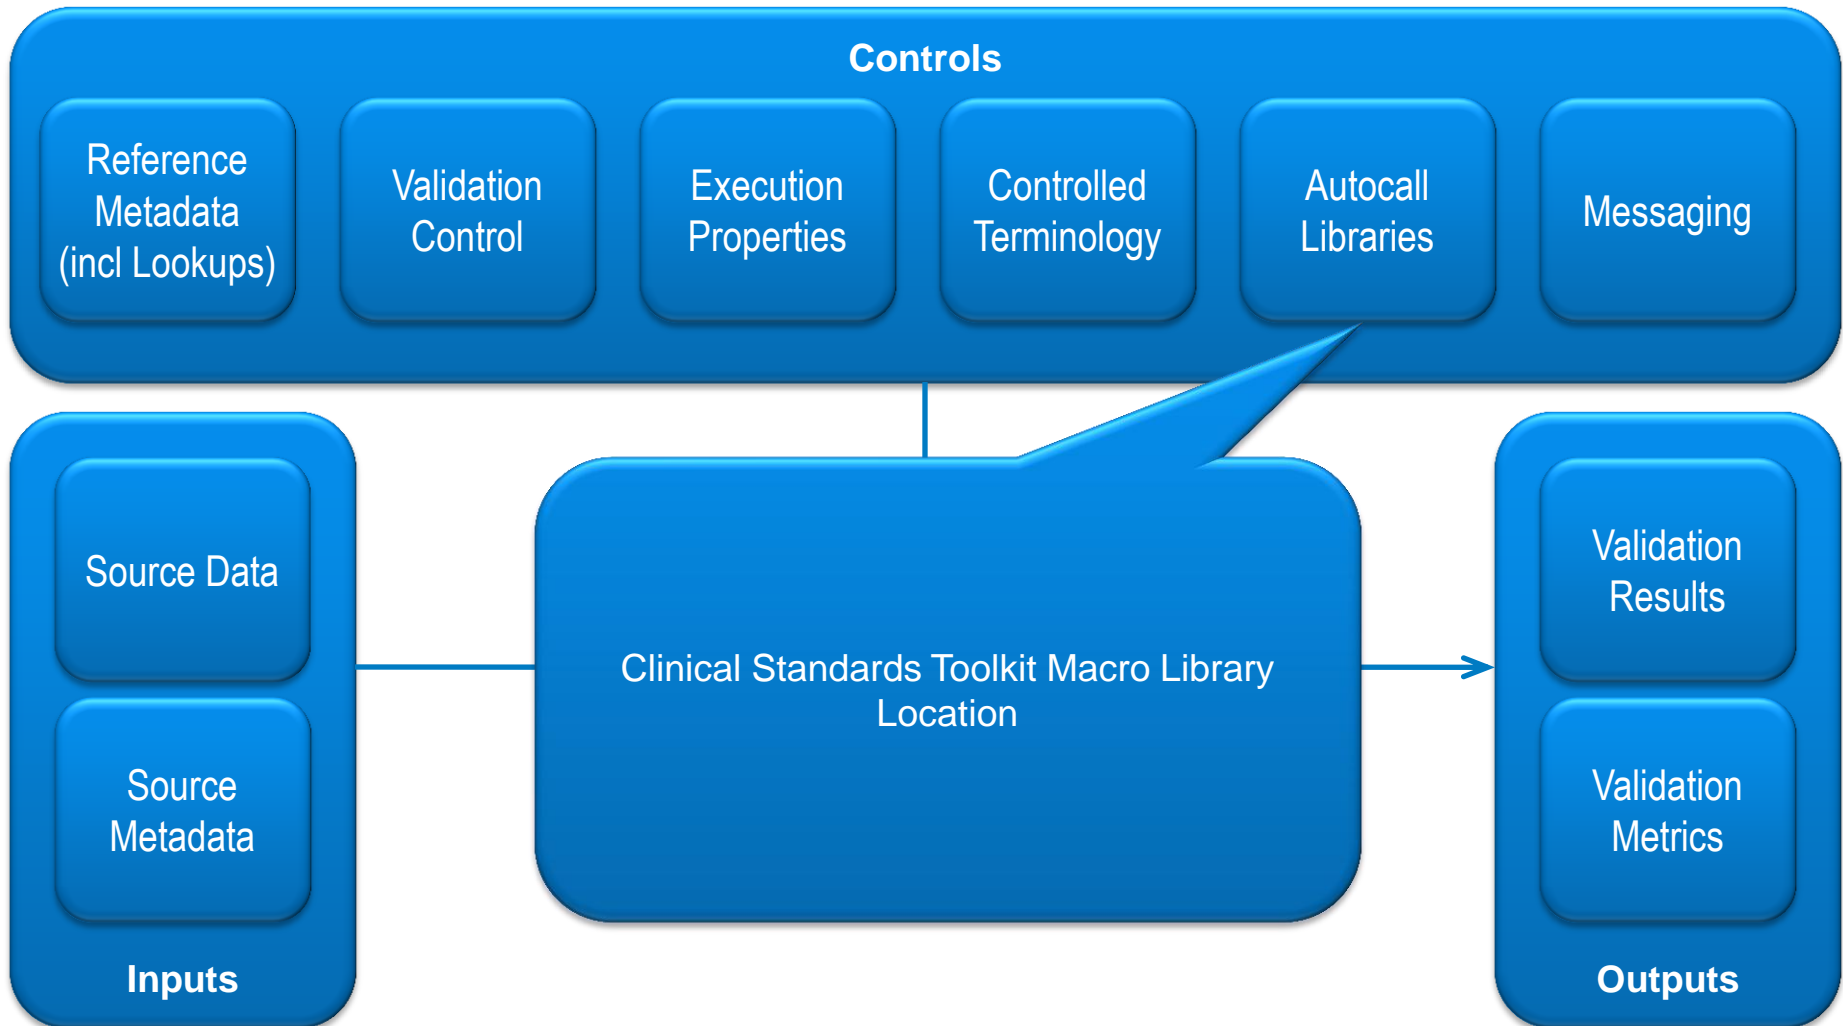 Controls
Reference
Metadata
(incl Lookups)
Validation
Control
Execution
Properties
Controlled
Terminology
Autocall
Libraries
Messaging
Source Data
Source
Metadata
Inputs
Clinical Standards Toolkit Macro Library
Location
Validation
Results
Validation
Metrics
Outputs